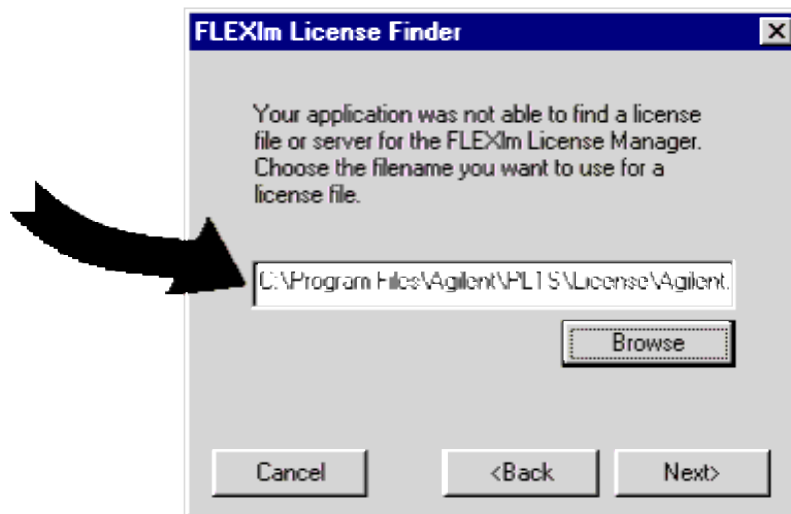 FLEXlm License Finder
Your application was not able to find a license
file or server for the FLEXlm License Manager.
Choose the filename you want to use for a
license file.
C:\Program Files\Agilent\PLTS\License\Agilent.
Browse
Cancel
<Back
Next>